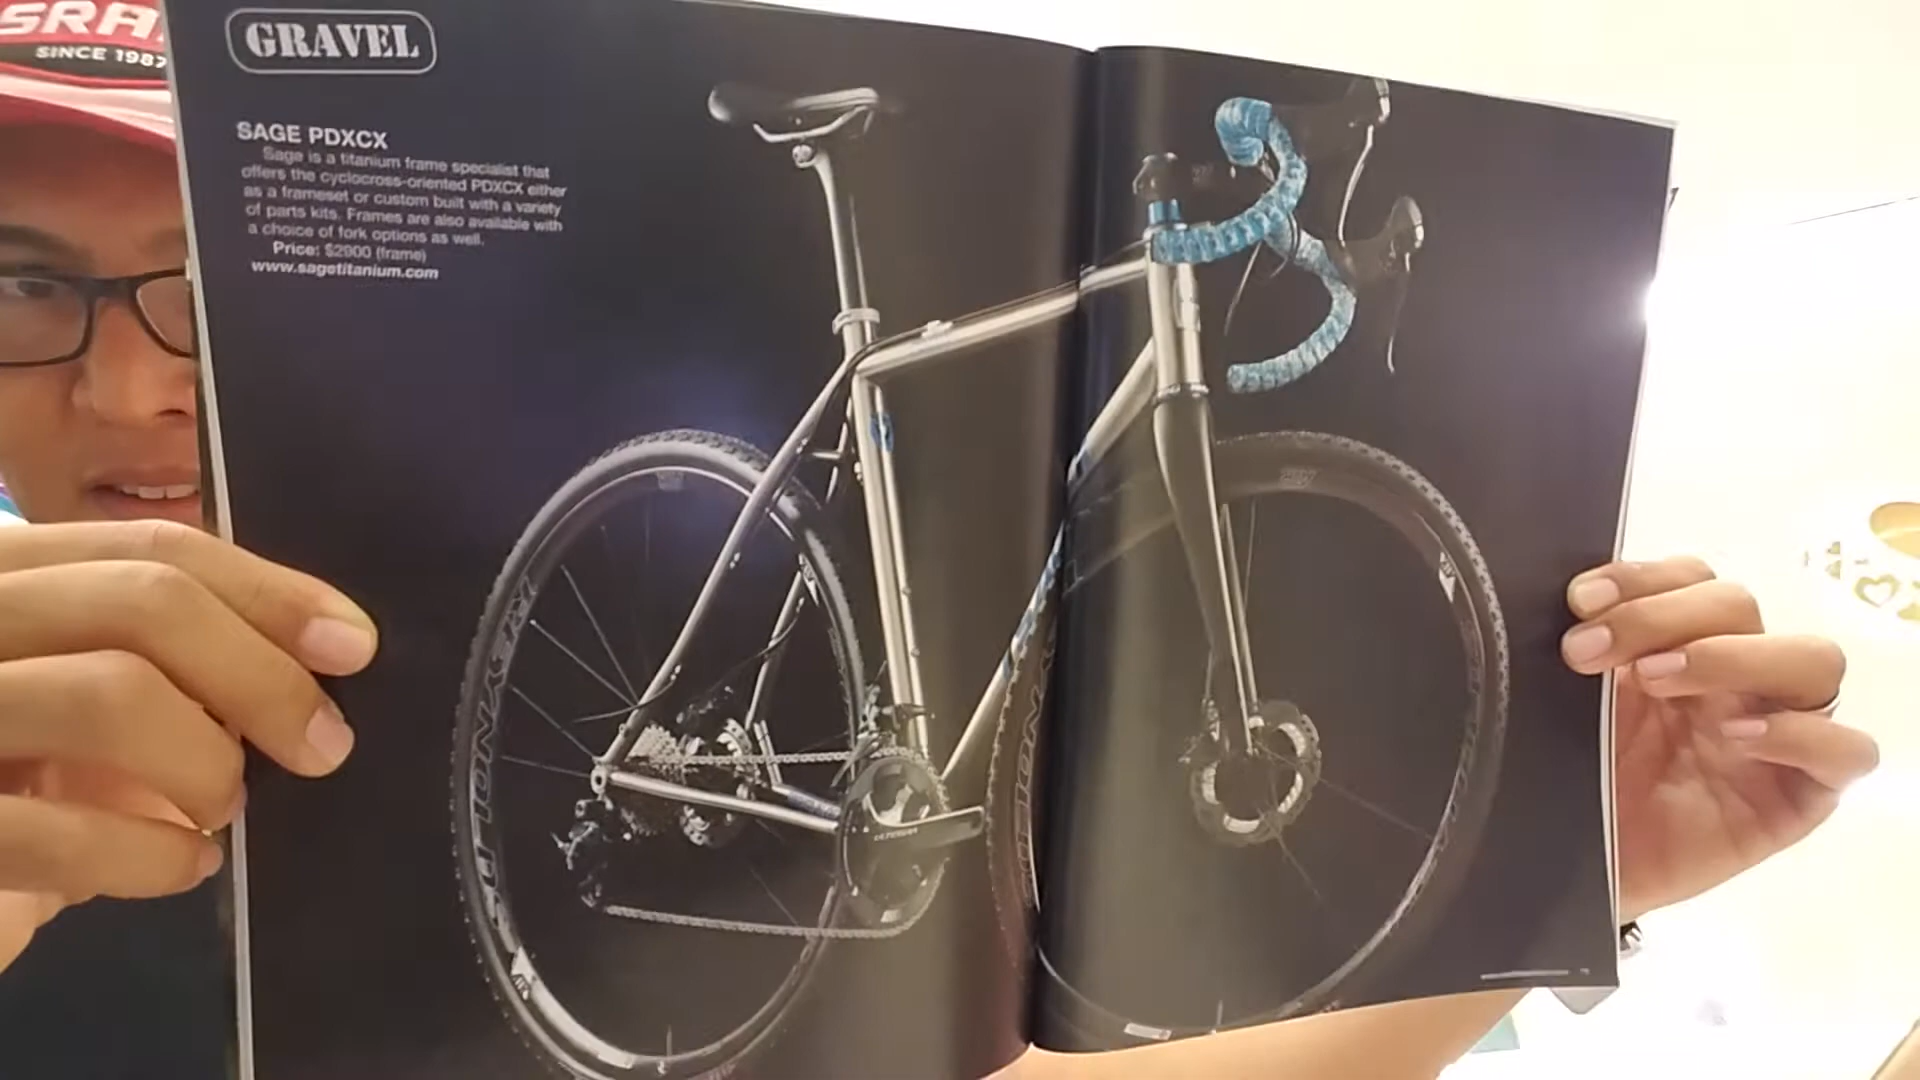 SRA
SINCE 1987
GRAVEL
SAGE PDXCX
Sage is a titanium frame specialist that
offers the cyclocross-oriented PDXCX either
as a frameset or custom built with a variety
of parts kits. Frames are also available with
a choice of fork options as well.
Price: $2900 (frame)
www.sagetitanium.com
ULTEGRA